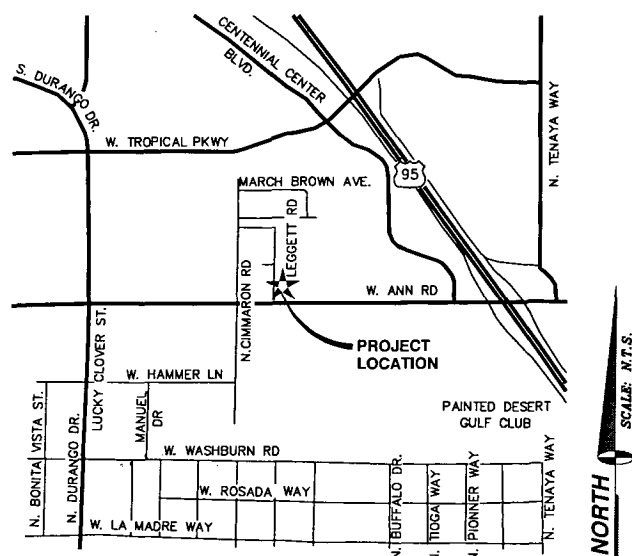 S. DURANGO DR.
CENTENNIAL CENTER
BLVD.
W. TROPICAL PKWY
N. TENAYA WAY
95
MARCH BROWN AVE.
LEGGETT RD
N.CIMMARON RD
W. ANN RD
PROJECT
LOCATION
LUCKY CLOVER ST.
W. HAMMER LN
MANUEL
DR
N. BONITA VISTA ST.
N. DURANGO DR.
PAINTED DESERT
GULF CLUB
W. WASHBURN RD
W. ROSADA WAY
W. LA MADRE WAY
N. BUFFALO DR.
N. TIOGA WAY
N. PIONNER WAY
N. TENAYA WAY
NORTH
SCALE: N.T.S.